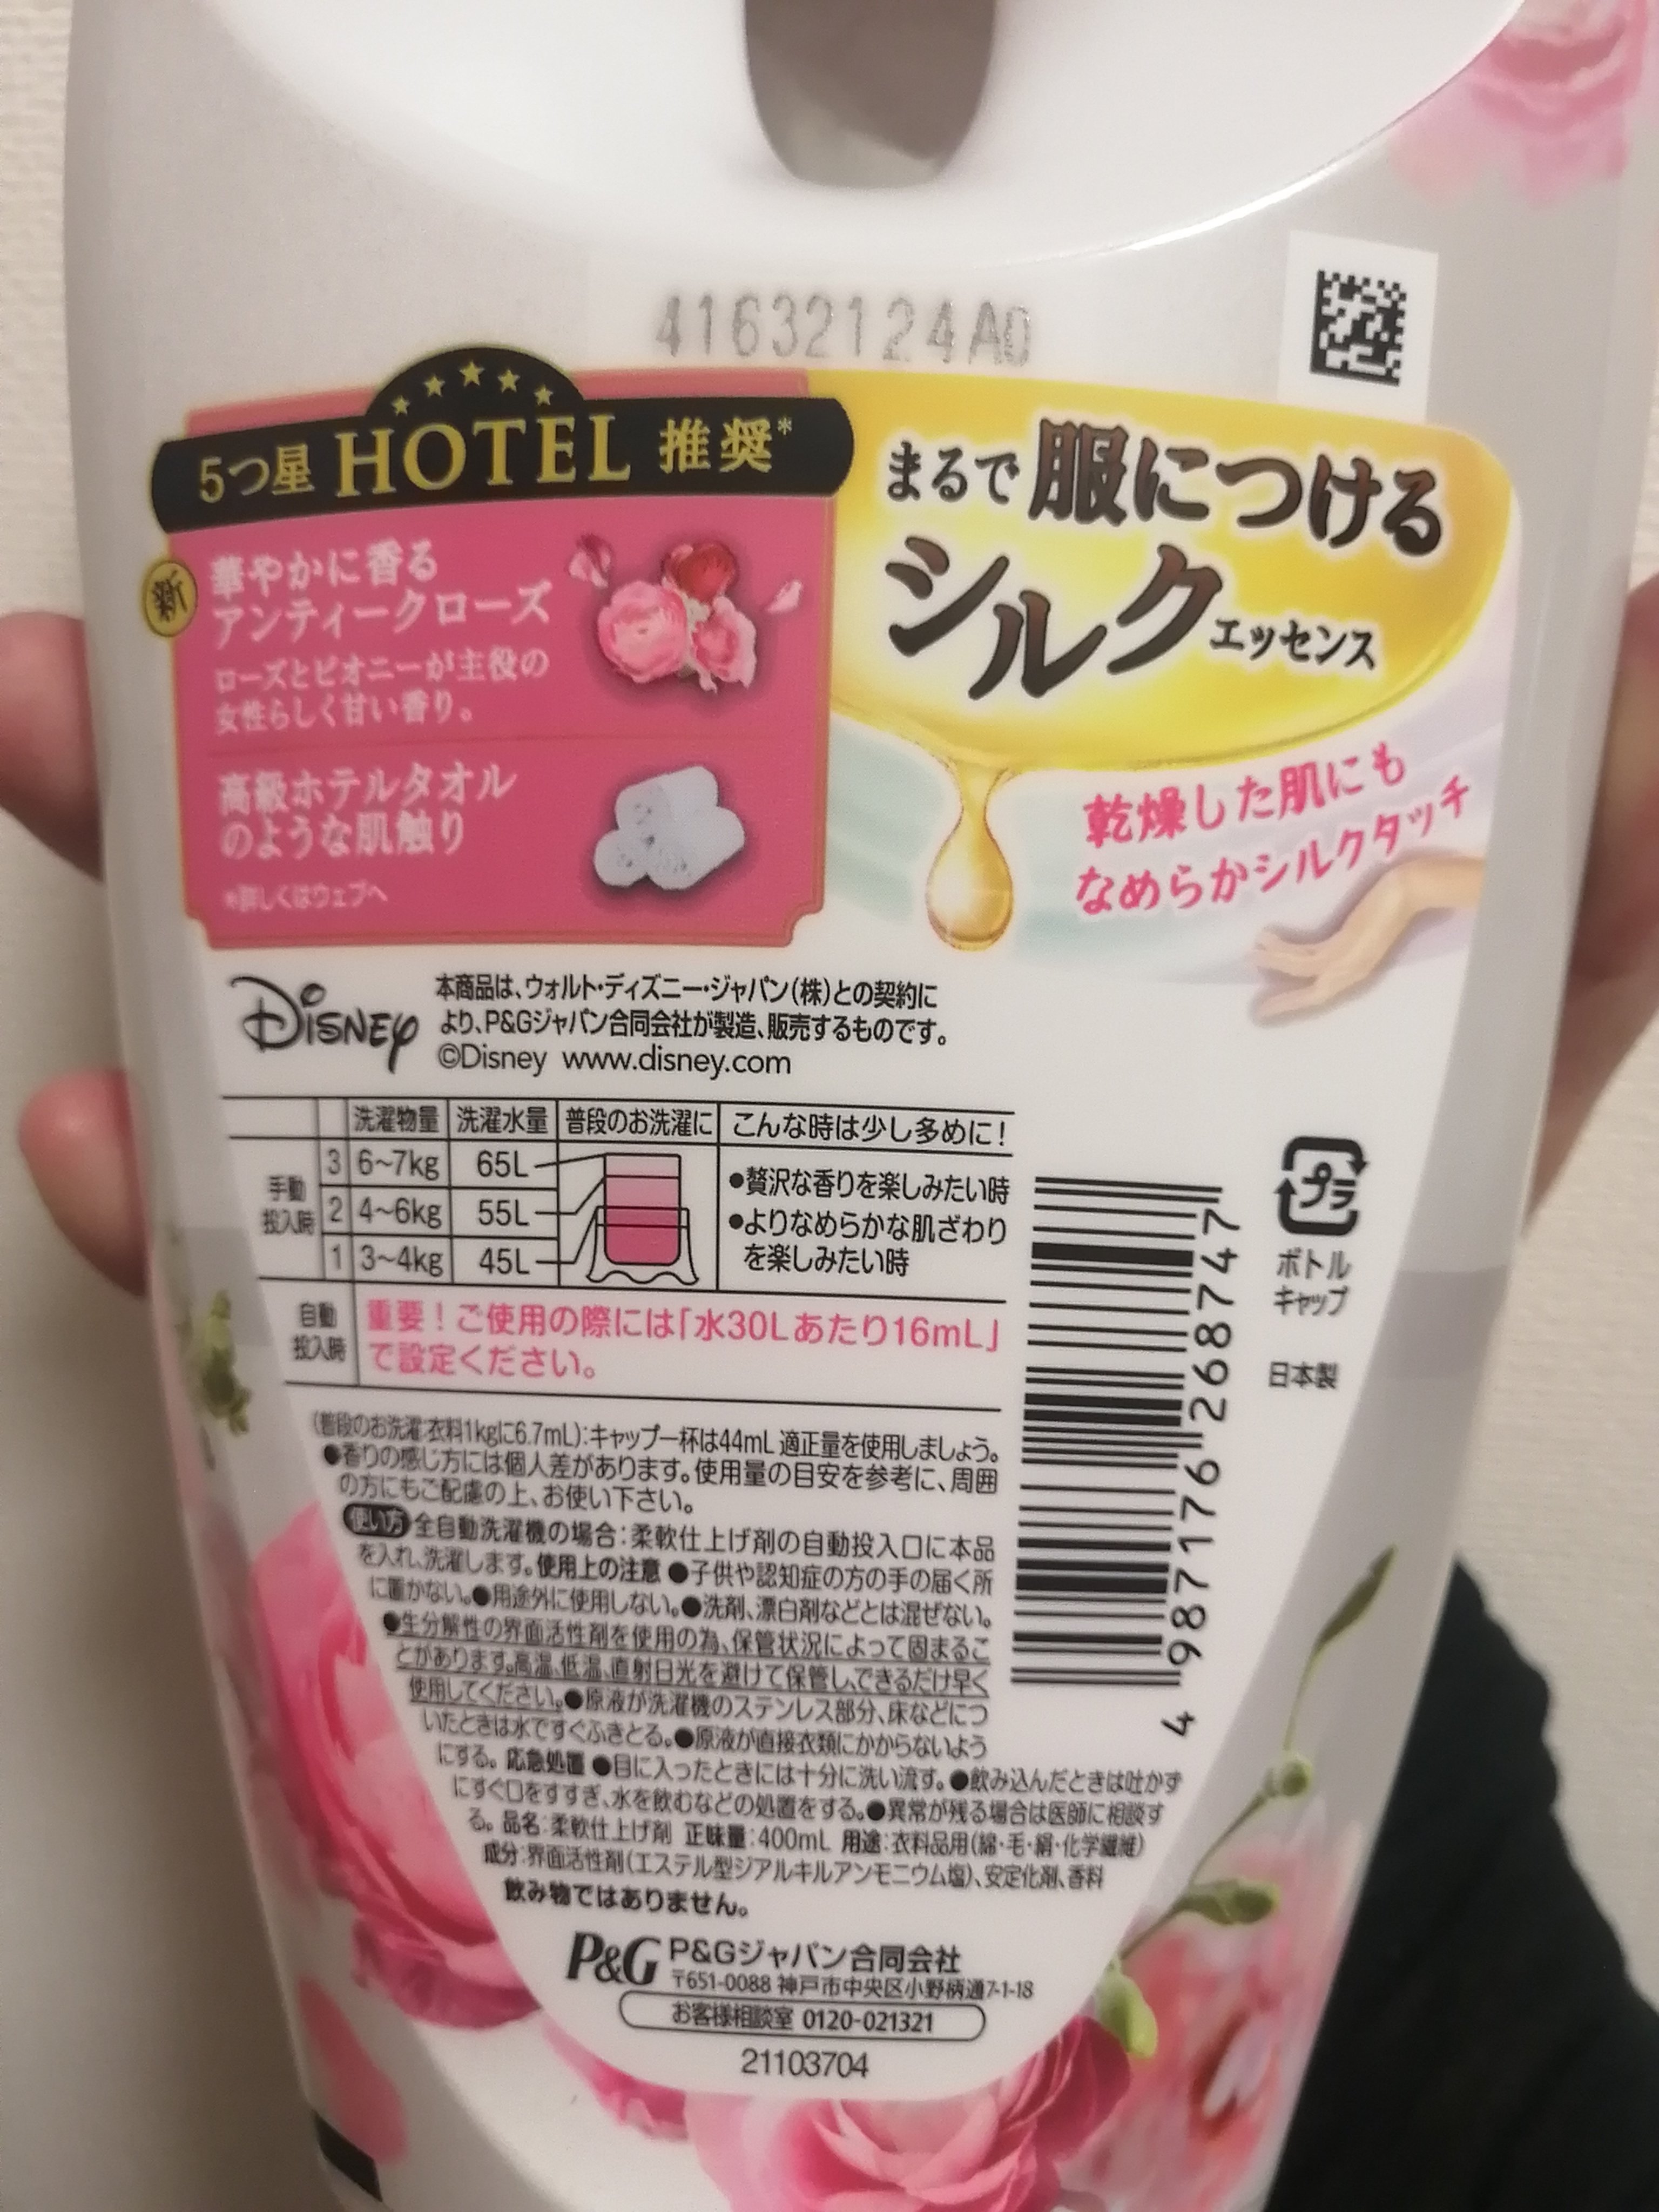 41632124A0
5つ星 HOTEL 推奨*
新
華やかに香る
アンティークローズ
ローズとピオニーが主役の
女性らしく甘い香り。
高級ホテルタオル
のような肌触り
*詳しくはウェブへ
まるで服につける
シルクエッセンス
乾燥した肌にも
なめらかシルクタッチ
DISNEY
本商品は、ウォルト・ディズニー・ジャパン(株)との契約に
より、P&Gジャパン合同会社が製造、販売するものです。
©Disney www.disney.com
洗濯物量 洗濯水量 普段のお洗濯に こんな時は少し多めに!
手動
投入時
3 6~7kg 65L
2 4~6kg 55L
1 3~4kg 45L
●贅沢な香りを楽しみたい時
●よりなめらかな肌ざわり
を楽しみたい時
自動
投入時
重要!ご使用の際には「水30Lあたり16mL」
で設定ください。
プラ
ボトル
キャップ
日本製
4 987176 268747
(普段のお洗濯:衣料1kgに6.7mL):キャップ一杯は44mL 適正量を使用しましょう。
●香りの感じ方には個人差があります。使用量の目安を参考に、周囲
の方にもご配慮の上、お使い下さい。
使い方 全自動洗濯機の場合:柔軟仕上げ剤の自動投入口に本品
を入れ、洗濯します。使用上の注意 ●子供や認知症の方の手の届く所
に置かない。●用途外に使用しない。●洗剤、漂白剤などとは混ぜない。
●生分解性の界面活性剤を使用の為、保管状況によって固まるこ
とがあります。高温、低温、直射日光を避けて保管し、できるだけ早く
使用してください。●原液が洗濯機のステンレス部分、床などにつ
いたときは水ですぐふきとる。●原液が直接衣類にかからないよう
にする。応急処置 ●目に入ったときには十分に洗い流す。●飲み込んだときは吐かず
にすぐ口をすすぎ、水を飲むなどの処置をする。●異常が残る場合は医師に相談す
る。品名:柔軟仕上げ剤 正味量:400mL 用途:衣料品用(綿・毛・絹・化学繊維)
成分:界面活性剤(エステル型ジアルキルアンモニウム塩)、安定化剤、香料
飲み物ではありません。
P&G P&Gジャパン合同会社
〒651-0088 神戸市中央区小野柄通7-1-18
お客様相談室 0120-021321
21103704